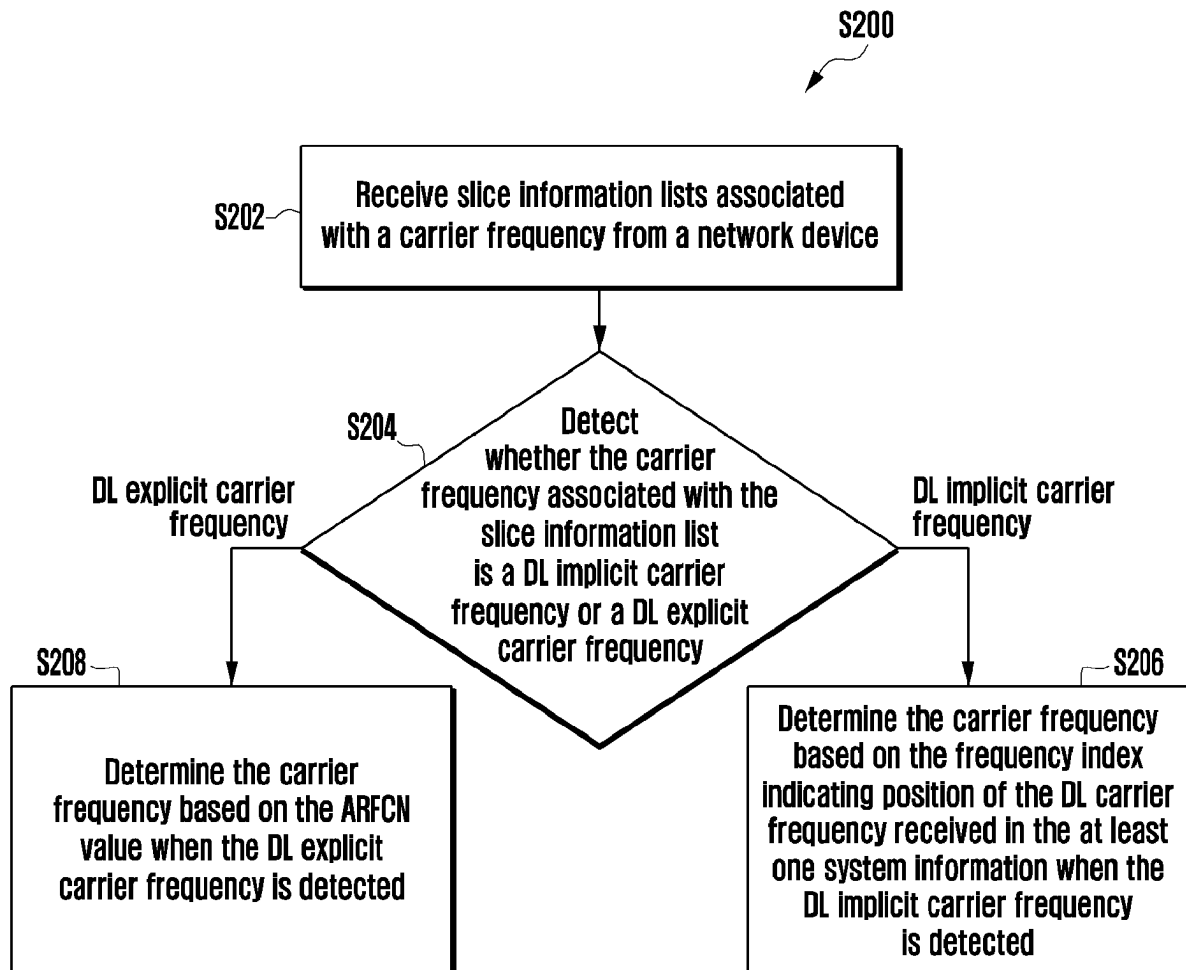 S200
S202
Receive slice information lists associated
with a carrier frequency from a network device
S204
Detect
whether the carrier
frequency associated with the
slice information list
is a DL implicit carrier
frequency or a DL explicit
carrier frequency
DL explicit carrier
frequency
DL implicit carrier
frequency
S208
Determine the carrier
frequency based on the ARFCN
value when the DL explicit
carrier frequency is detected
S206
Determine the carrier frequency
based on the frequency index
indicating position of the DL carrier
frequency received in the at least
one system information when the
DL implicit carrier frequency
is detected